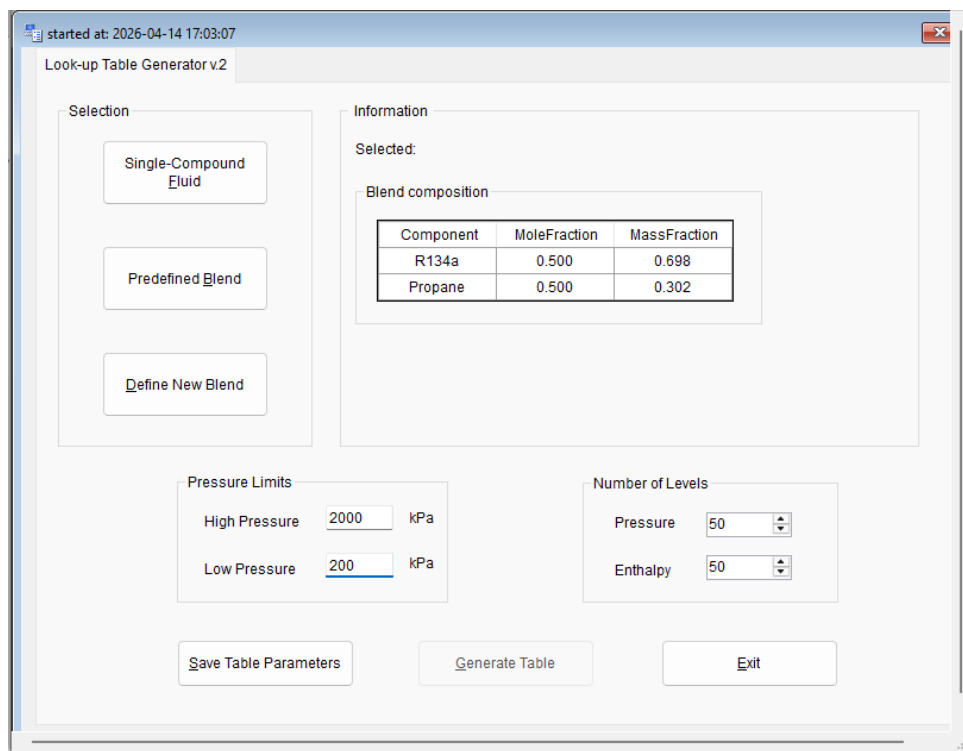 started at: 2026-04-14 17:03:07
Look-up Table Generator v.2
Selection
Single-Compound
Fluid
Predefined Blend
Define New Blend
Information
Selected:
Blend composition
Component MoleFraction MassFraction
R134a 0.500 0.698
Propane 0.500 0.302
Pressure Limits
High Pressure 2000 kPa
Low Pressure 200 kPa
Number of Levels
Pressure 50
Enthalpy 50
Save Table Parameters
Generate Table
Exit